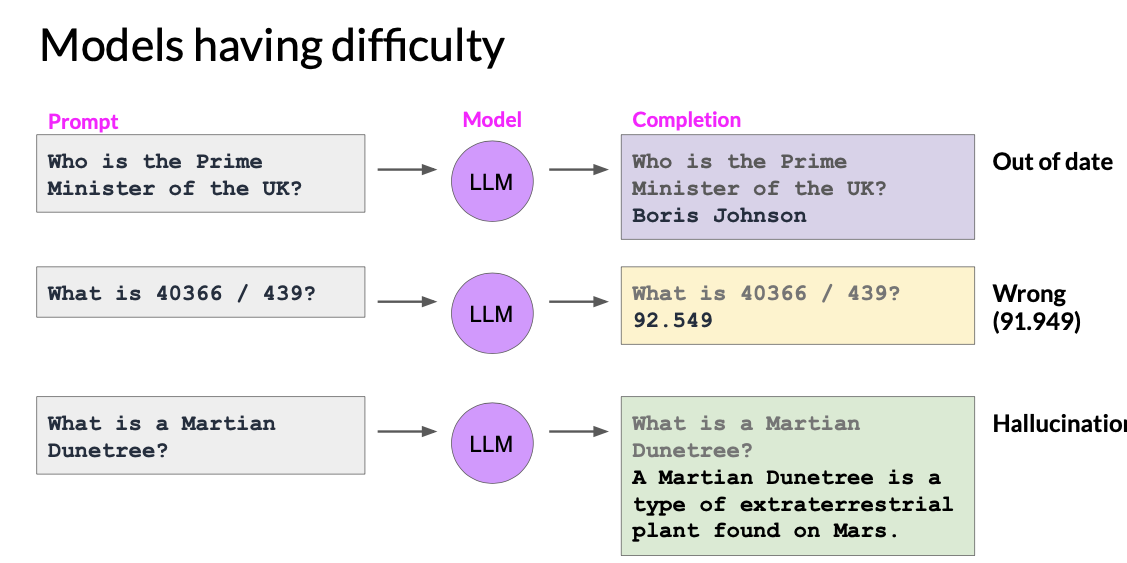 Models having difficulty
Prompt
Model
Completion
Who is the Prime
Minister of the UK?
LLM
Who is the Prime
Minister of the UK?
Boris Johnson
Out of date
What is 40366 / 439?
LLM
What is 40366 / 439?
92.549
Wrong
(91.949)
What is a Martian
Dunetree?
LLM
What is a Martian
Dunetree?
A Martian Dunetree is a
type of extraterrestrial
plant found on Mars.
Hallucination